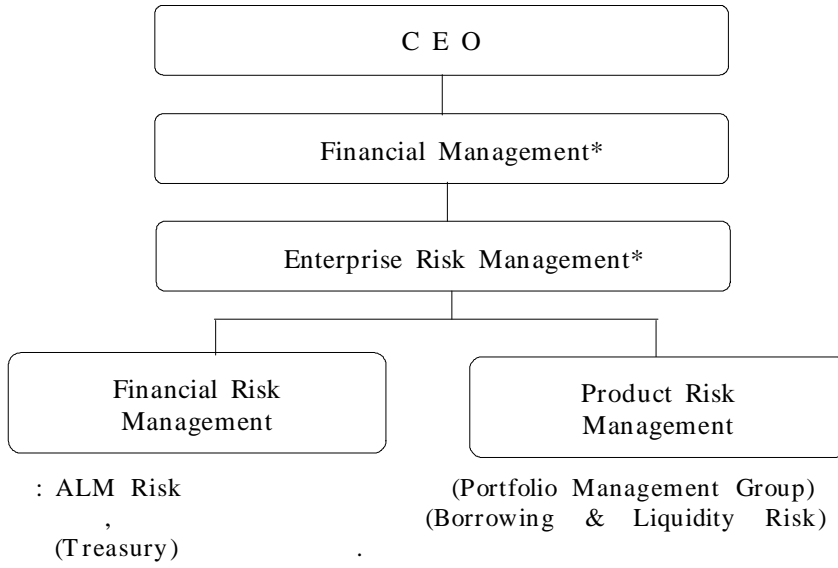 C E O
Financial Management*
Enterprise Risk Management*
Financial Risk
Management
Product Risk
Management
: ALM Risk
,
(Treasury) .
(Portfolio Management Group)
(Borrowing & Liquidity Risk)